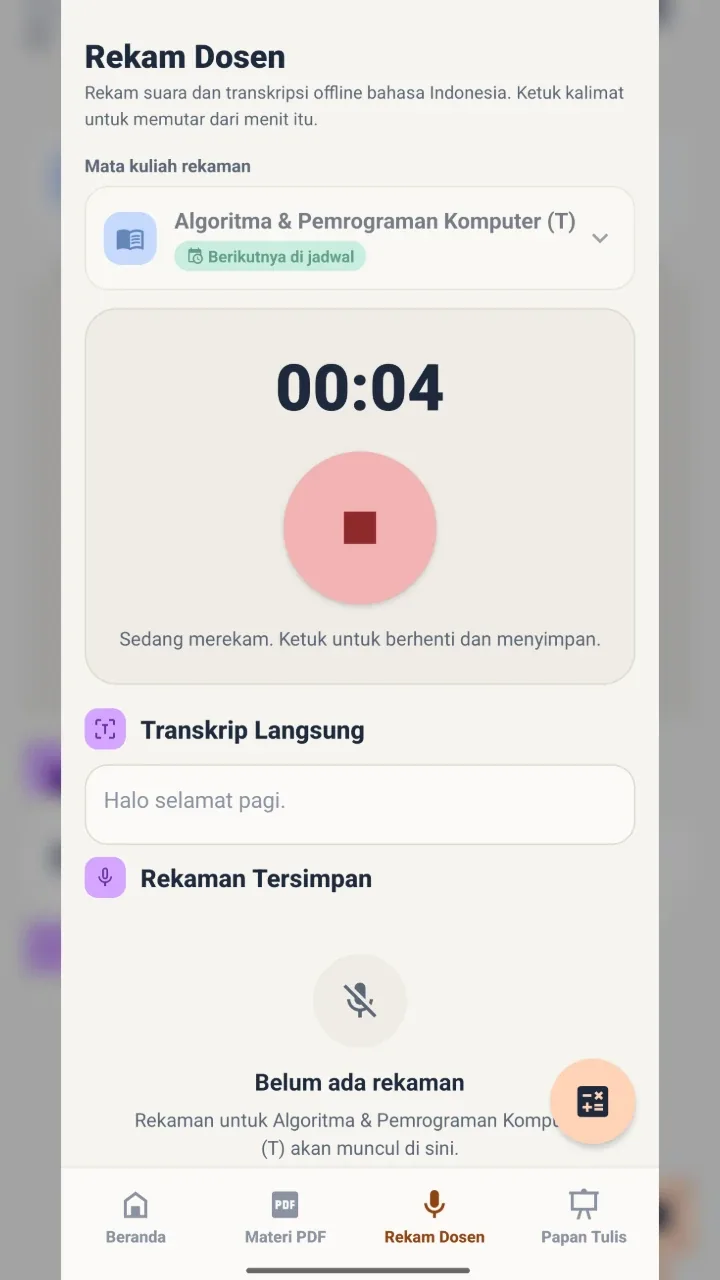 Rekam Dosen
Rekam suara dan transkripsi offline bahasa Indonesia. Ketuk kalimat
untuk memutar dari menit itu.
Mata kuliah rekaman
Algoritma & Pemrograman Komputer (T)
Berikutnya di jadwal
00:04
Sedang merekam. Ketuk untuk berhenti dan menyimpan.
T
Transkrip Langsung
Halo selamat pagi.
Rekaman Tersimpan
Belum ada rekaman
Rekaman untuk Algoritma & Pemrograman Kompu
(T) akan muncul di sini.
PDF
Beranda
Materi PDF
Rekam Dosen
Papan Tulis